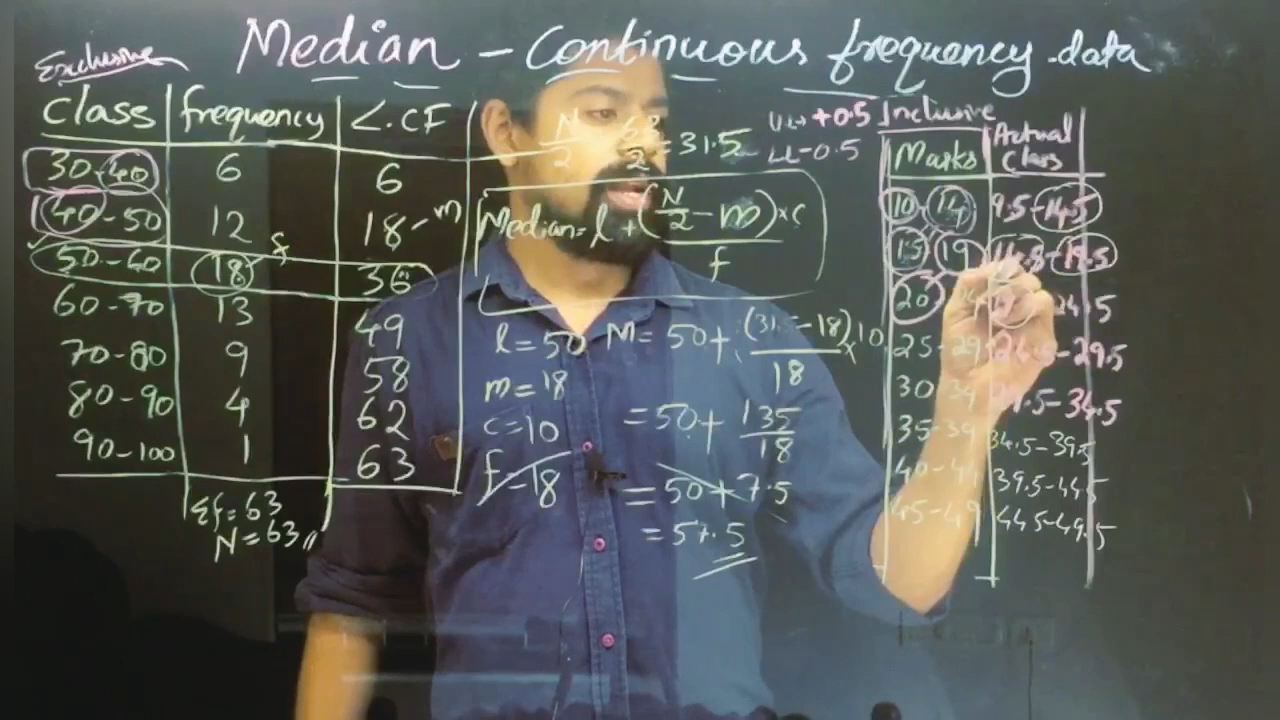 Median - Continuous frequency data
Exclusive
class frequency <.CF
30-40 6 6
40-50 12 18 m
50-60 18 f 36
60-70 13 49
70-80 9 58
80-90 4 62
90-100 1 63
Σf=63
N=63
N/2 63/2 =31.5
Median=l+(N/2-m)×c
f
l=50
m=18
c=10
f=18
M=50+(31.5-18)×10
18
=50+135/18
=50+7.5
=57.5
+0.5
LL-0.5
Inclusive
Marks Actual class
10-14 9.5-14.5
15 19 -19.5
20 24.5
25-29 -29.5
30 34 .5-34.5
35-39 34.5-39.5
40-44 39.5-44.5
45-49 44.5-49.5